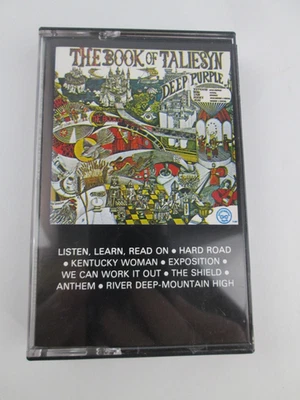 THE BOOK OF TALIESYN
DEEP PURPLE
LISTEN, LEARN, READ ON • HARD ROAD
• KENTUCKY WOMAN • EXPOSITION •
WE CAN WORK IT OUT • THE SHIELD •
ANTHEM • RIVER DEEP-MOUNTAIN HIGH